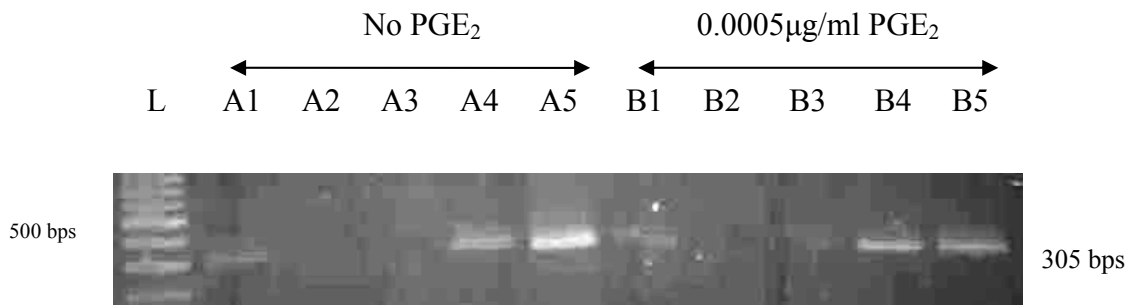 No PGE₂ 0.0005μg/ml PGE₂
L A1 A2 A3 A4 A5 B1 B2 B3 B4 B5
500 bps
305 bps